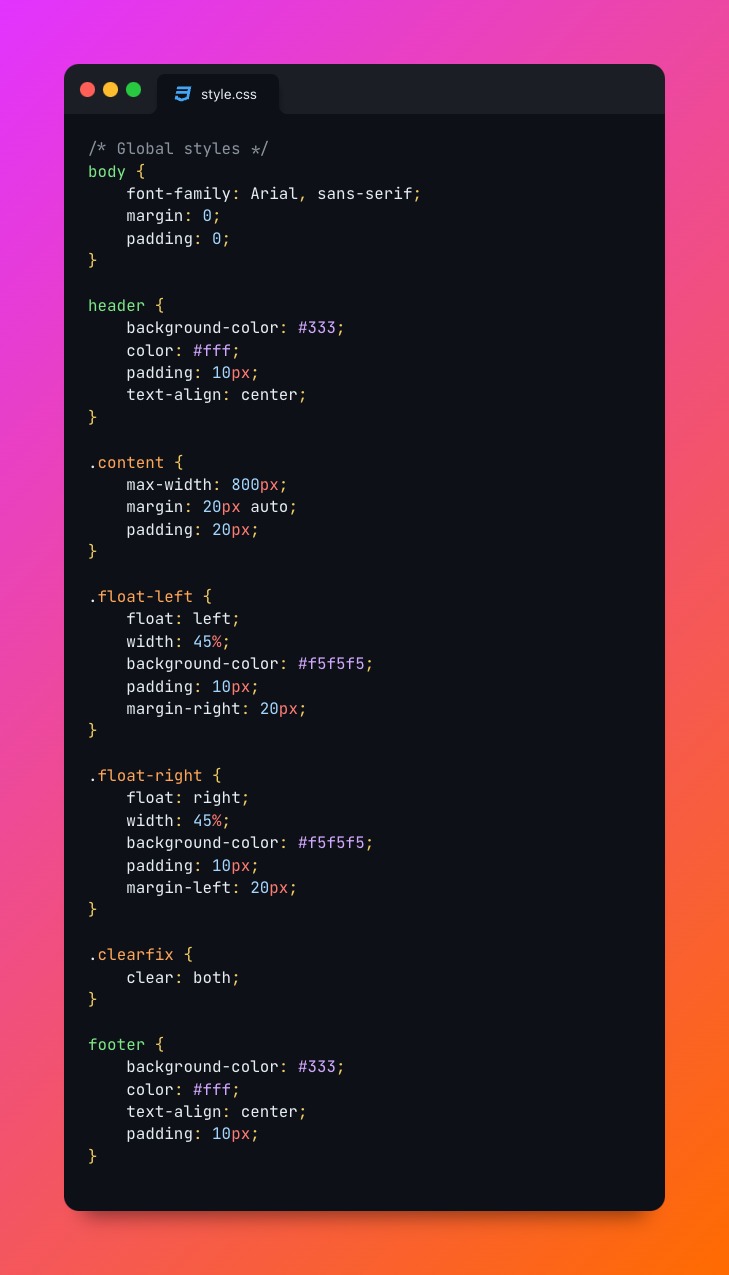 style.css
/* Global styles */
body {
    font-family: Arial, sans-serif;
    margin: 0;
    padding: 0;
}

header {
    background-color: #333;
    color: #fff;
    padding: 10px;
    text-align: center;
}

.content {
    max-width: 800px;
    margin: 20px auto;
    padding: 20px;
}

.float-left {
    float: left;
    width: 45%;
    background-color: #f5f5f5;
    padding: 10px;
    margin-right: 20px;
}

.float-right {
    float: right;
    width: 45%;
    background-color: #f5f5f5;
    padding: 10px;
    margin-left: 20px;
}

.clearfix {
    clear: both;
}

footer {
    background-color: #333;
    color: #fff;
    text-align: center;
    padding: 10px;
}